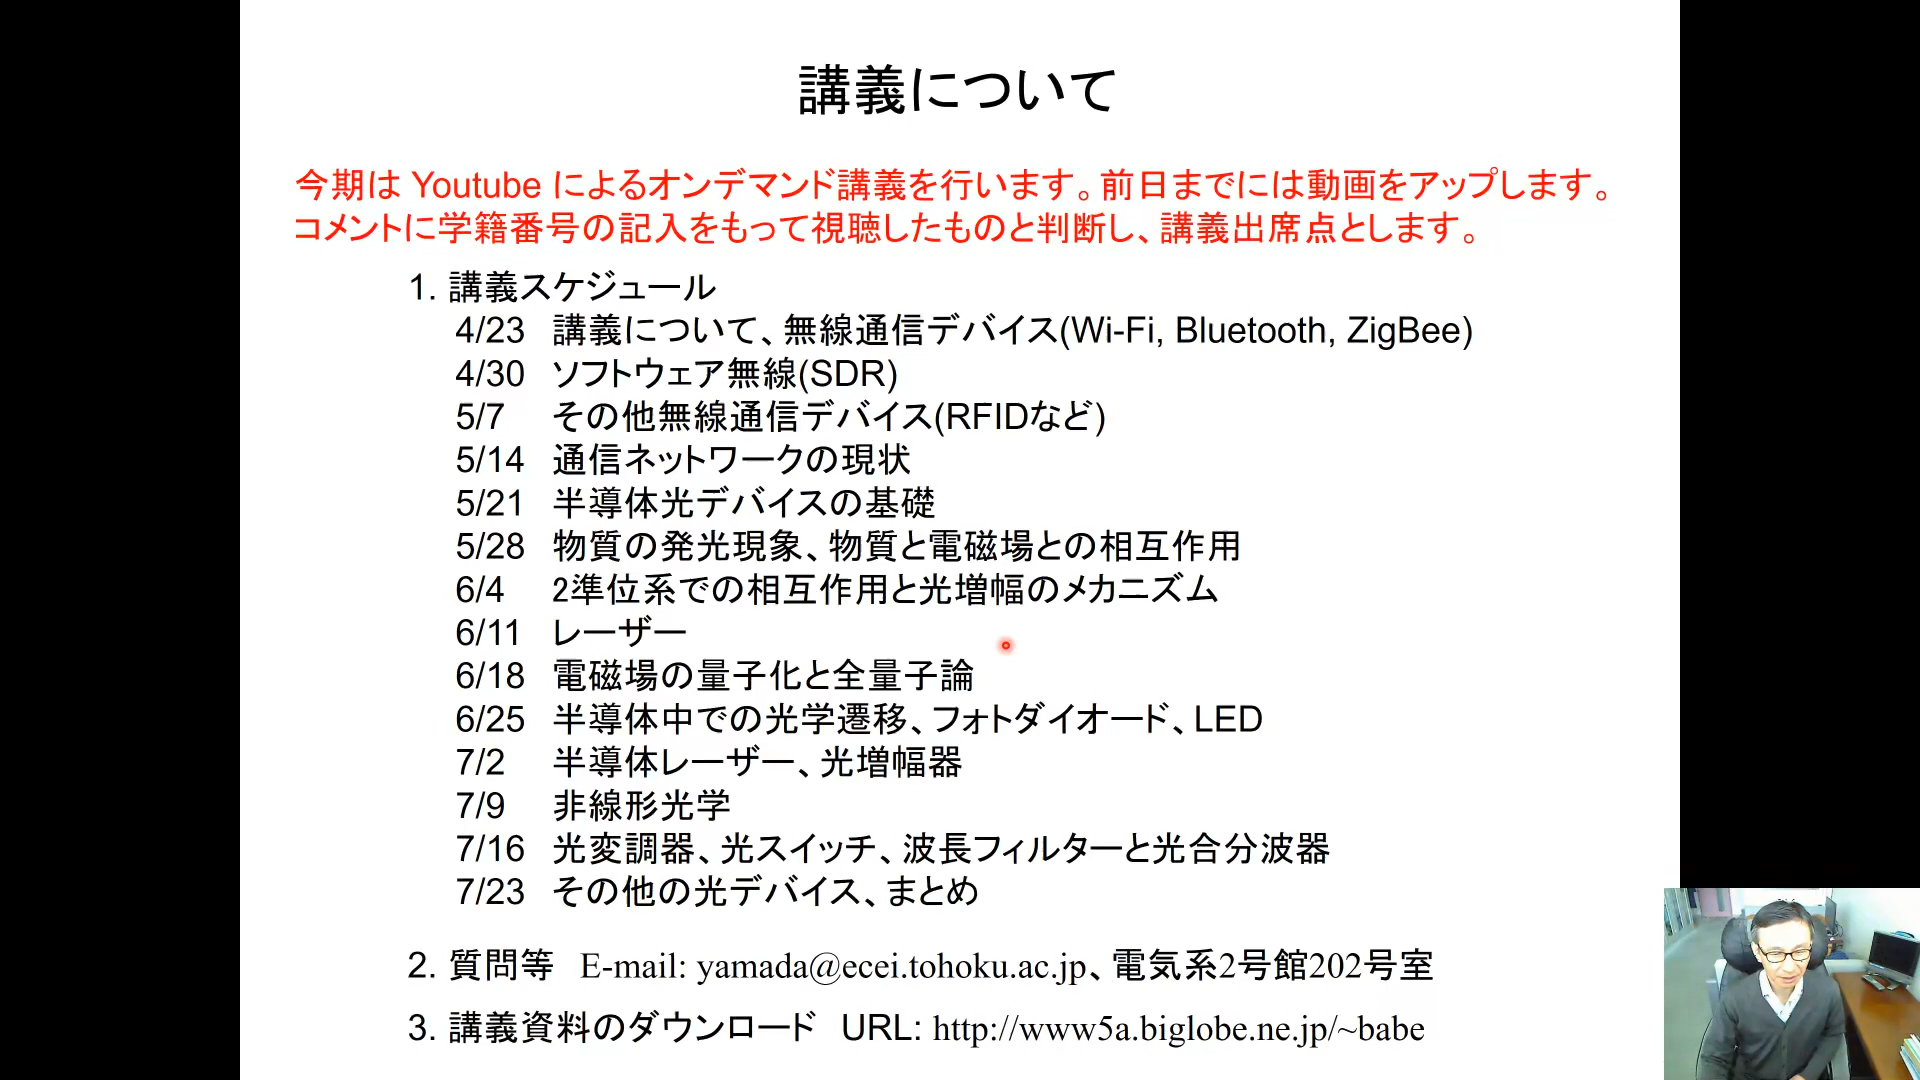 講義について
今期は Youtube によるオンデマンド講義を行います。前日までには動画をアップします。
コメントに学籍番号の記入をもって視聴したものと判断し、講義出席点とします。
1. 講義スケジュール
4/23 講義について、無線通信デバイス(Wi-Fi, Bluetooth, ZigBee)
4/30 ソフトウェア無線(SDR)
5/7 その他無線通信デバイス(RFIDなど)
5/14 通信ネットワークの現状
5/21 半導体光デバイスの基礎
5/28 物質の発光現象、物質と電磁場との相互作用
6/4 2準位系での相互作用と光増幅のメカニズム
6/11 レーザー
6/18 電磁場の量子化と全量子論
6/25 半導体中での光学遷移、フォトダイオード、LED
7/2 半導体レーザー、光増幅器
7/9 非線形光学
7/16 光変調器、光スイッチ、波長フィルターと光合分波器
7/23 その他の光デバイス、まとめ
2. 質問等 E-mail: yamada@ecei.tohoku.ac.jp、電気系2号館202号室
3. 講義資料のダウンロード URL: http://www5a.biglobe.ne.jp/~babe